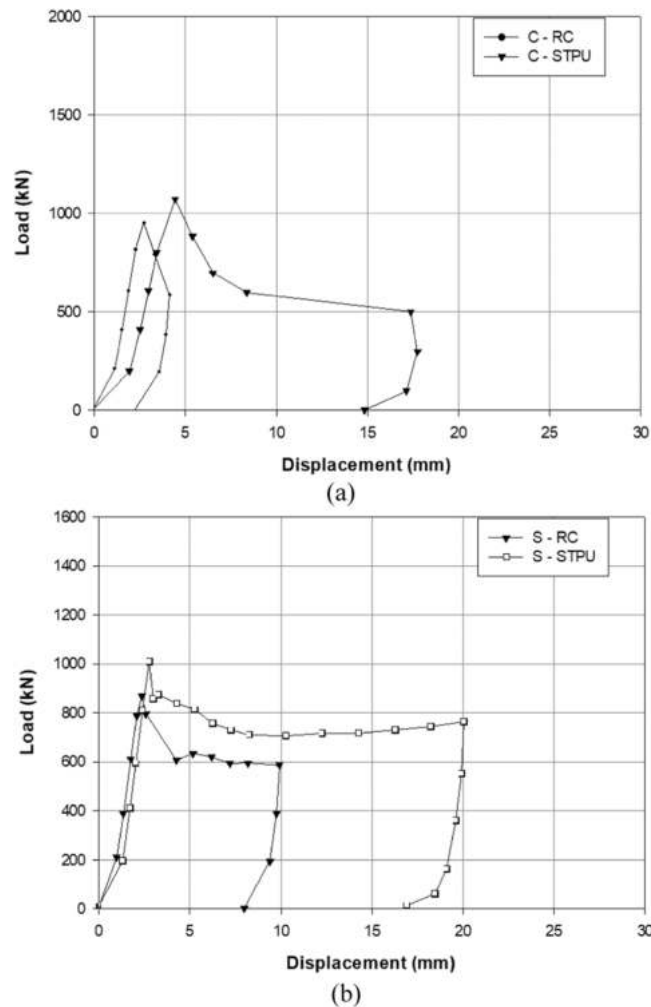 2000
C - RC
C - STPU
1500
1000
500
0
Load (kN)
0 5 10 15 20 25 30
Displacement (mm)
(a)
1600
S - RC
S - STPU
1400
1200
1000
800
600
400
200
0
Load (kN)
0 5 10 15 20 25 30
Displacement (mm)
(b)